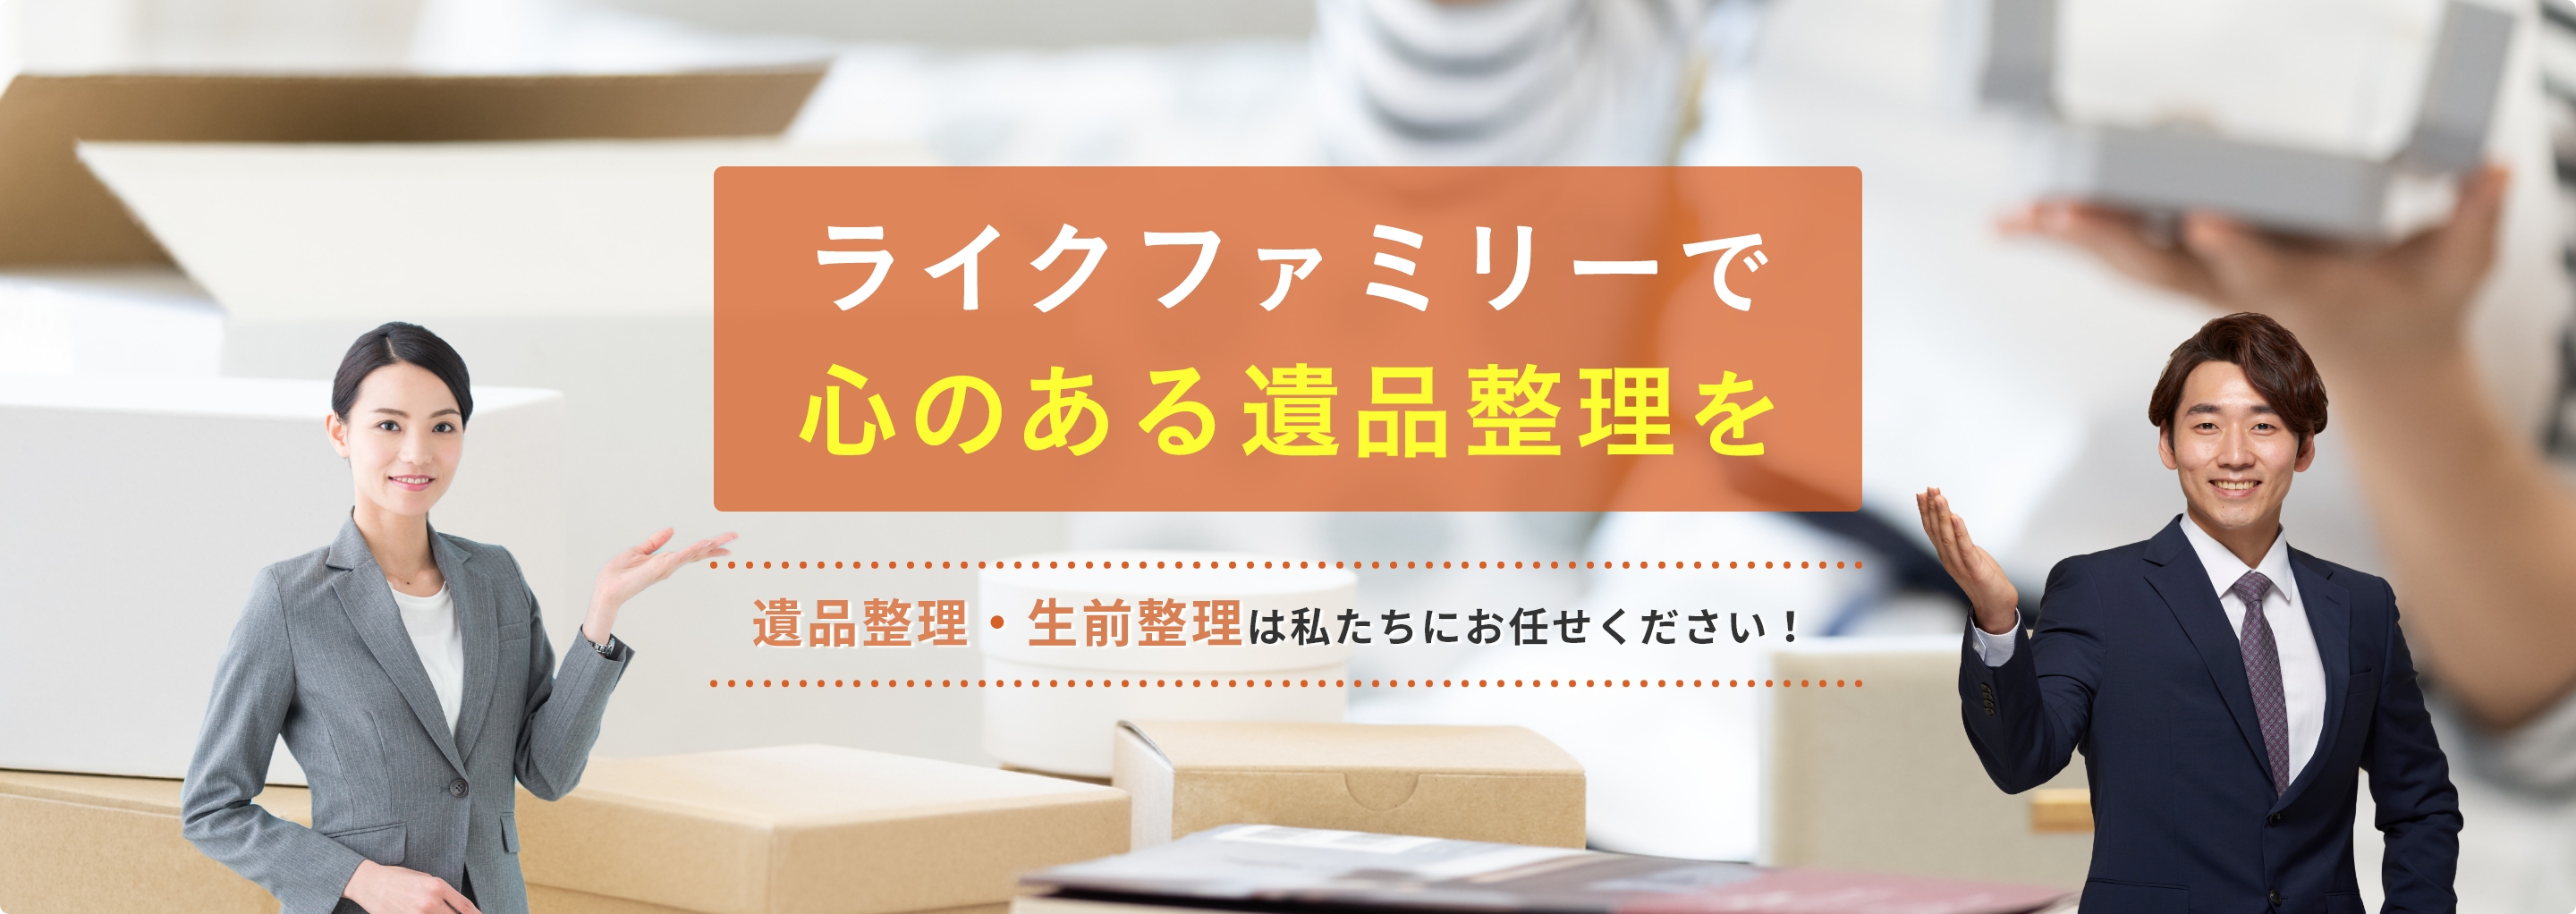 ライクファミリーで
心のある遺品整理を
遺品整理・生前整理は私たちにお任せください！